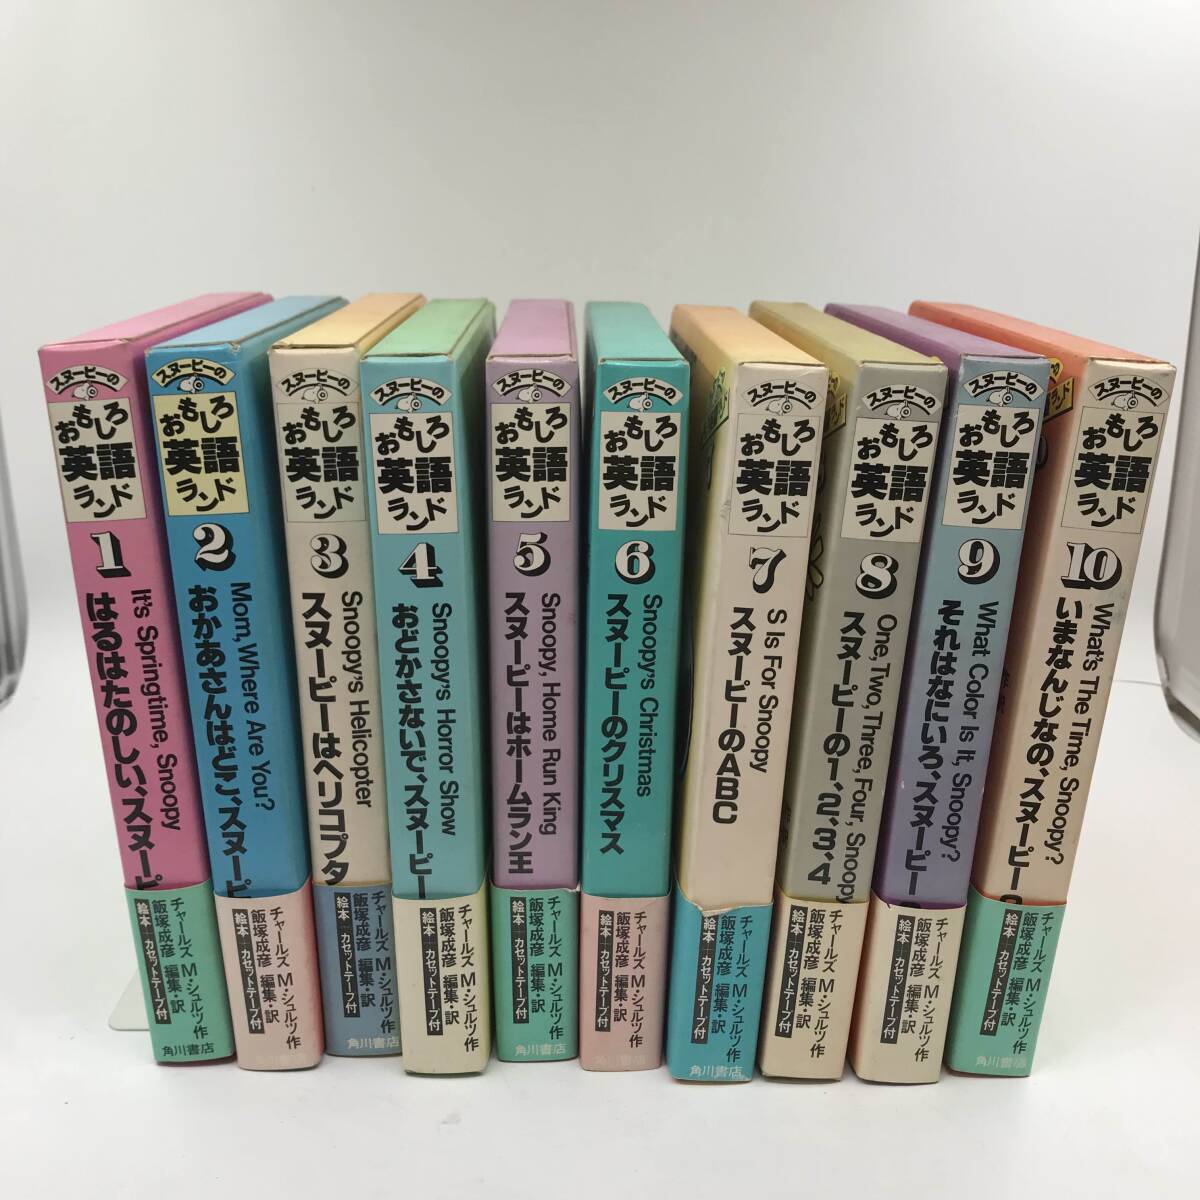 スヌーピーの
おもしろ
英語
ランド
1
It's Springtime, Snoopy
はるはたのしい、スヌーピ
チャールズ M・シュルツ作
飯塚成彦 編集・訳
絵本+カセットテープ付
角川書店
スヌーピーの
おもしろ
英語
ランド
2
Mom, Where Are You?
おかあさんはどこ、スヌーピ
チャールズ M・シュルツ作
飯塚成彦 編集・訳
絵本+カセットテープ付
角川書店
スヌーピーの
おもしろ
英語
ランド
3
Snoopy's Helicopter
スヌーピーはヘリコプタ
チャールズ M・シュルツ作
飯塚成彦 編集・訳
絵本+カセットテープ付
角川書店
スヌーピーの
おもしろ
英語
ランド
4
Snoopy's Horror Show
おどかさないで、スヌーピー
チャールズ M・シュルツ作
飯塚成彦 編集・訳
絵本+カセットテープ付
角川書店
スヌーピーの
おもしろ
英語
ランド
5
Snoopy, Home Run King
スヌーピーはホームラン王
チャールズ M・シュルツ作
飯塚成彦 編集・訳
絵本+カセットテープ付
角川書店
スヌーピーの
おもしろ
英語
ランド
6
Snoopy's Christmas
スヌーピーのクリスマス
チャールズ M・シュルツ作
飯塚成彦 編集・訳
絵本+カセットテープ付
角川書店
スヌーピーの
おもしろ
英語
ランド
7
S Is For Snoopy
スヌーピーのABC
チャールズ M・シュルツ作
飯塚成彦 編集・訳
絵本+カセットテープ付
角川書店
スヌーピーの
おもしろ
英語
ランド
8
One, Two, Three, Four, Snoopy
スヌーピーの1、2、3、4
チャールズ M・シュルツ作
飯塚成彦 編集・訳
絵本+カセットテープ付
角川書店
スヌーピーの
おもしろ
英語
ランド
9
What Color Is It, Snoopy?
それはなにいろ、スヌーピー
チャールズ M・シュルツ作
飯塚成彦 編集・訳
絵本+カセットテープ付
角川書店
スヌーピーの
おもしろ
英語
ランド
10
What's The Time, Snoopy?
いまなんじなの、スヌーピー
チャールズ M・シュルツ作
飯塚成彦 編集・訳
絵本+カセットテープ付
角川書店